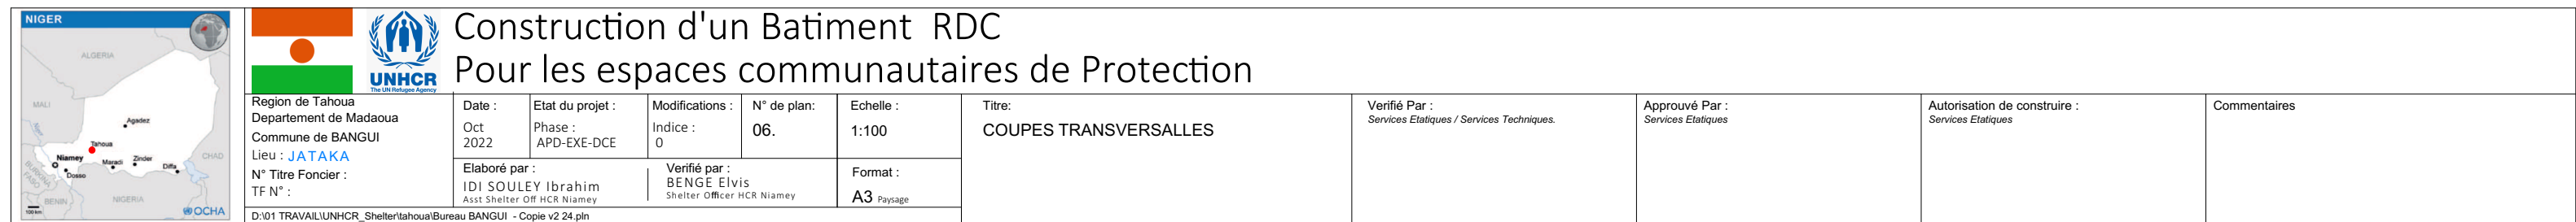 NIGER
ALGERIA
MALI
Agadez
Tahoua
Niamey
Maradi
Zinder
Diffa
CHAD
Dosso
BURKINA
FASO
BENIN
NIGERIA
100 km
OCHA
UNHCR
The UN Refugee Agency
Construction d'un Batiment RDC
Pour les espaces communautaires de Protection
Region de Tahoua
Departement de Madaoua
Commune de BANGUI
Lieu : JATAKA
N° Titre Foncier :
TF N° :
Date :
Oct
2022
Etat du projet :
Phase :
APD-EXE-DCE
Modifications :
Indice :
0
N° de plan:
06.
Echelle :
1:100
Elaboré par :
IDI SOULEY Ibrahim
Asst Shelter Off HCR Niamey
Verifié par :
BENGE Elvis
Shelter Officer HCR Niamey
Format :
A3 Paysage
D:\01 TRAVAIL\UNHCR_Shelter\tahoua\Bureau BANGUI - Copie v2 24.pln
Titre:
COUPES TRANSVERSALLES
Verifié Par :
Services Etatiques / Services Techniques.
Approuvé Par :
Services Etatiques
Autorisation de construire :
Services Etatiques
Commentaires